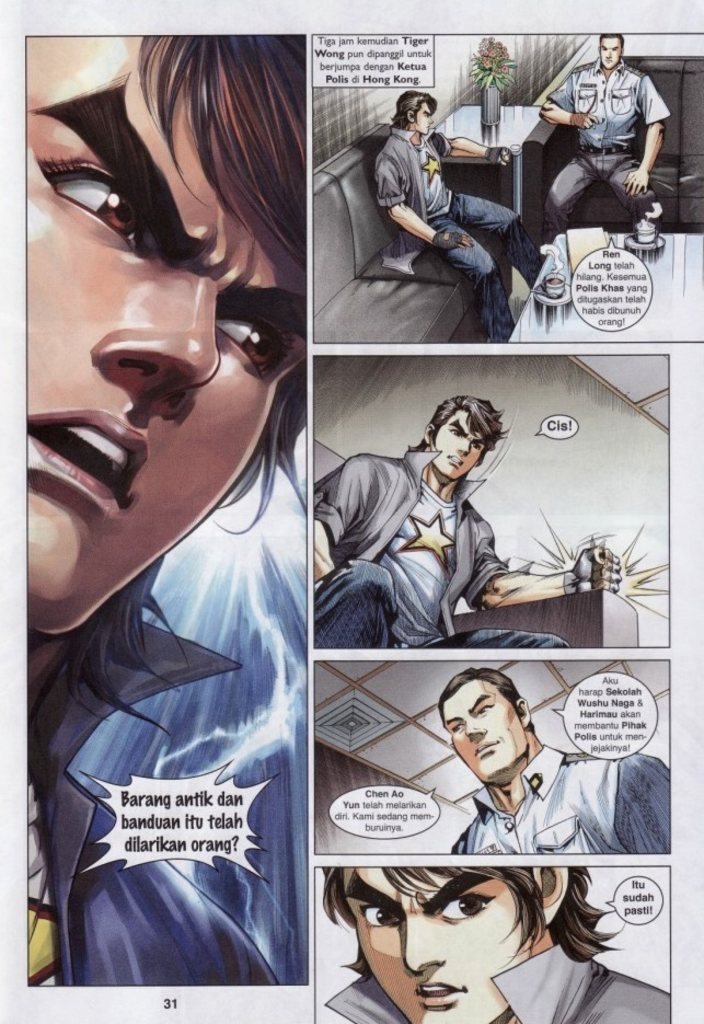 Barang antik dan
banduan itu telah
dilarikan orang?
Tiga jam kemudian Tiger
Wong pun dipanggil untuk
berjumpa dengan Ketua
Polis di Hong Kong.
Ren
Long telah
hilang. Kesemua
Polis Khas yang
ditugaskan telah
habis dibunuh
orang!
Cis!
Aku
harap Sekolah
Wushu Naga &
Harimau akan
membantu Pihak
Polis untuk men-
jejakinya!
Chen Ao
Yun telah melarikan
diri. Kami sedang mem-
buruinya.
Itu
sudah
pasti!
31